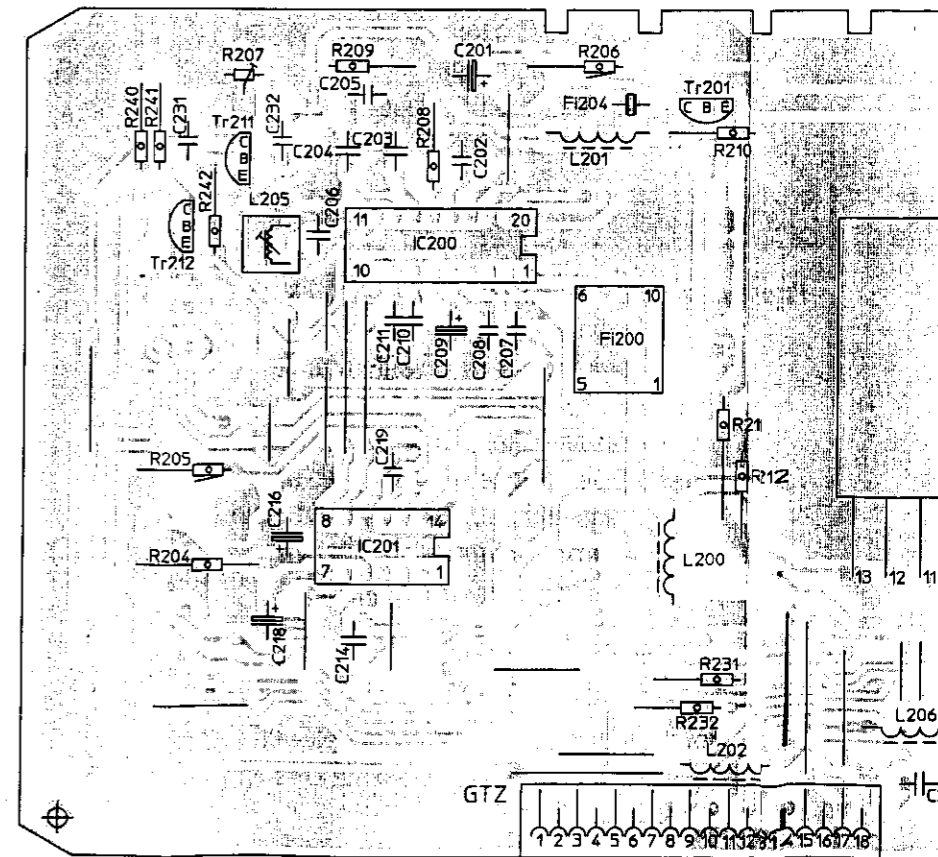 R207
R209
C201
R206
C205
Tr201
C B E
Fi204
R240
R241
C231
Tr211
C
B
E
C232
C204
C203
R208
C202
L201
R210
R242
L205
C206
C
B
E
Tr212
11
20
IC200
10
1
6
10
Fi200
5
1
C211
C210
C209
C208
C207
R21
R212
C219
R205
C216
8
14
IC201
7
1
R204
L200
13
12
11
C218
C214
R231
R232
L206
L202
C
GTZ
1 2 3 4 5 6 7 8 9 10 11 12 13 14 15 16 17 18